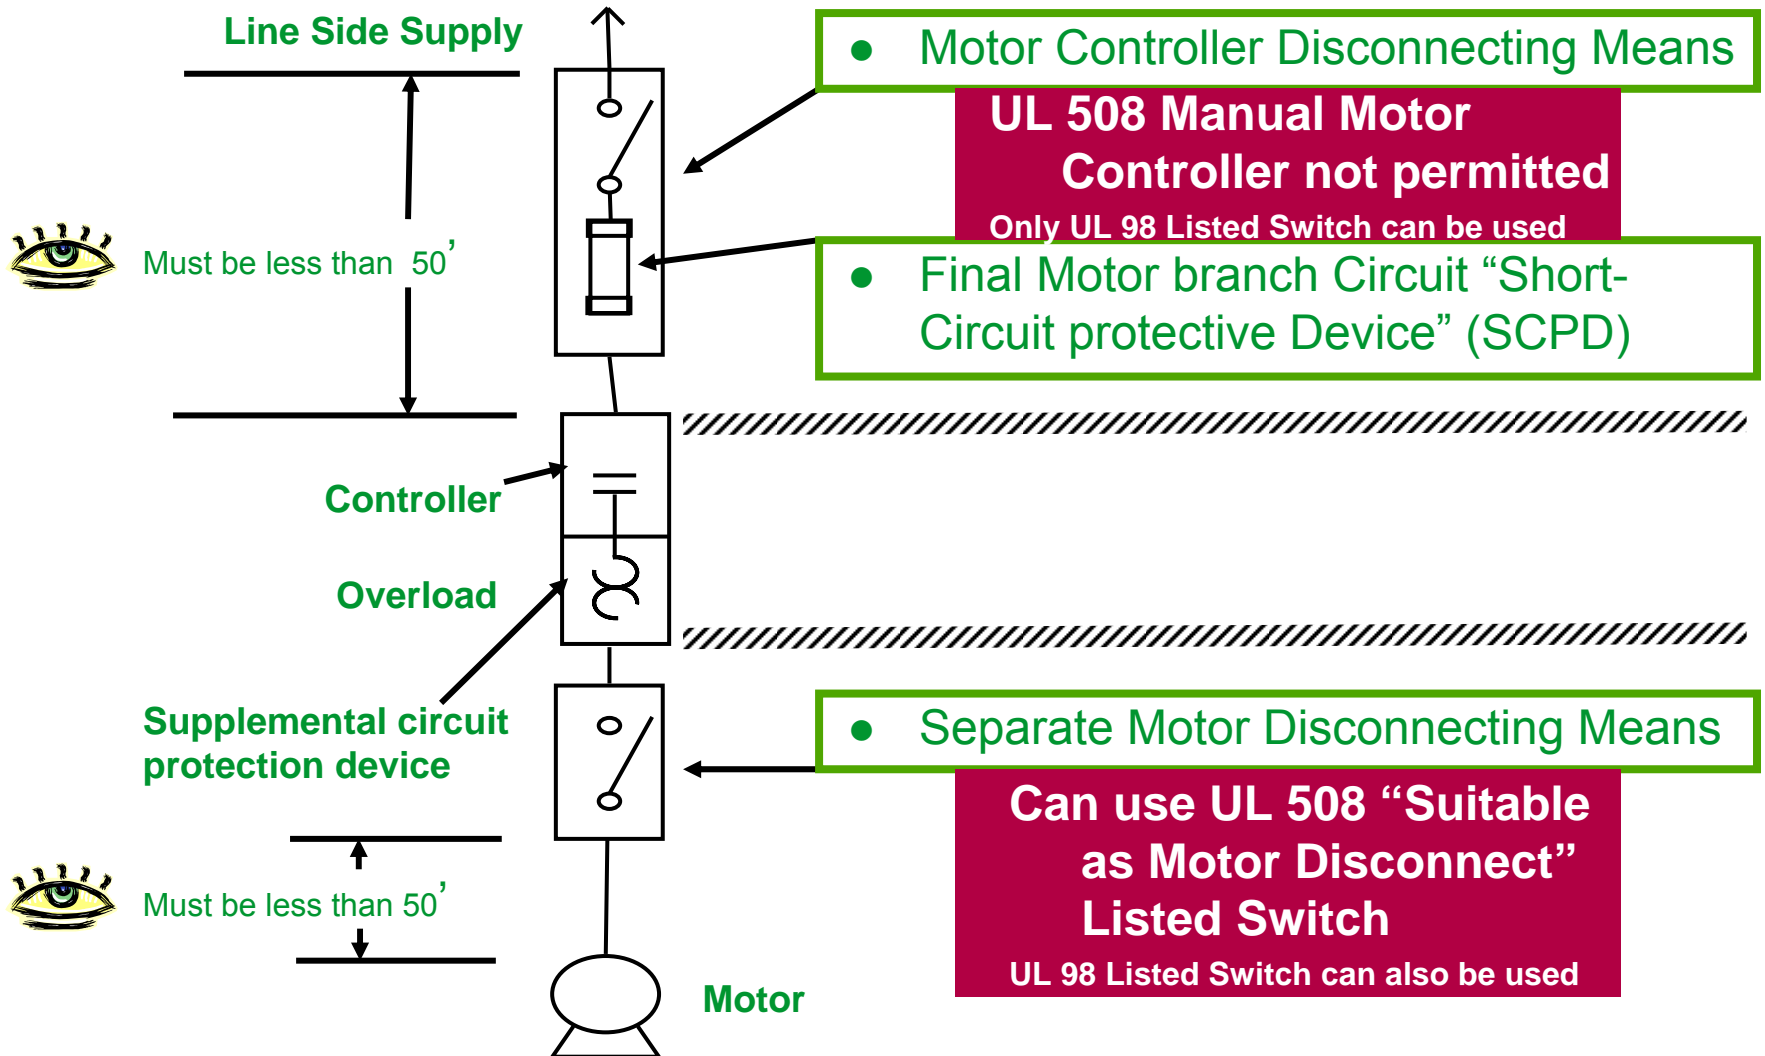 Line Side Supply
● Motor Controller Disconnecting Means
UL 508 Manual Motor
Controller not permitted
Only UL 98 Listed Switch can be used
Must be less than 50’
● Final Motor branch Circuit “Short-
Circuit protective Device” (SCPD)
Controller
Overload
Supplemental circuit
protection device
● Separate Motor Disconnecting Means
Can use UL 508 “Suitable
as Motor Disconnect”
Listed Switch
UL 98 Listed Switch can also be used
Must be less than 50’
Motor